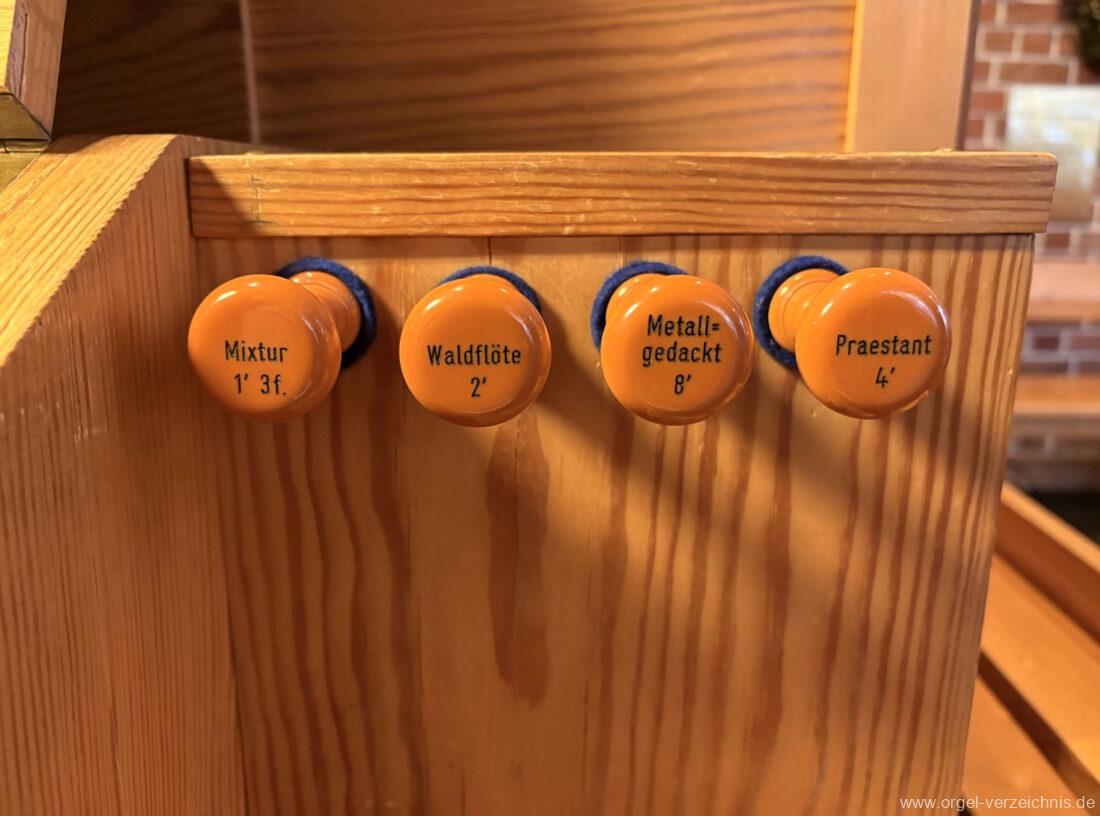 Mixtur
1' 3f.
Waldflöte
2'
Metall=
gedackt
8'
Praestant
4'
www.orgel-verzeichnis.de